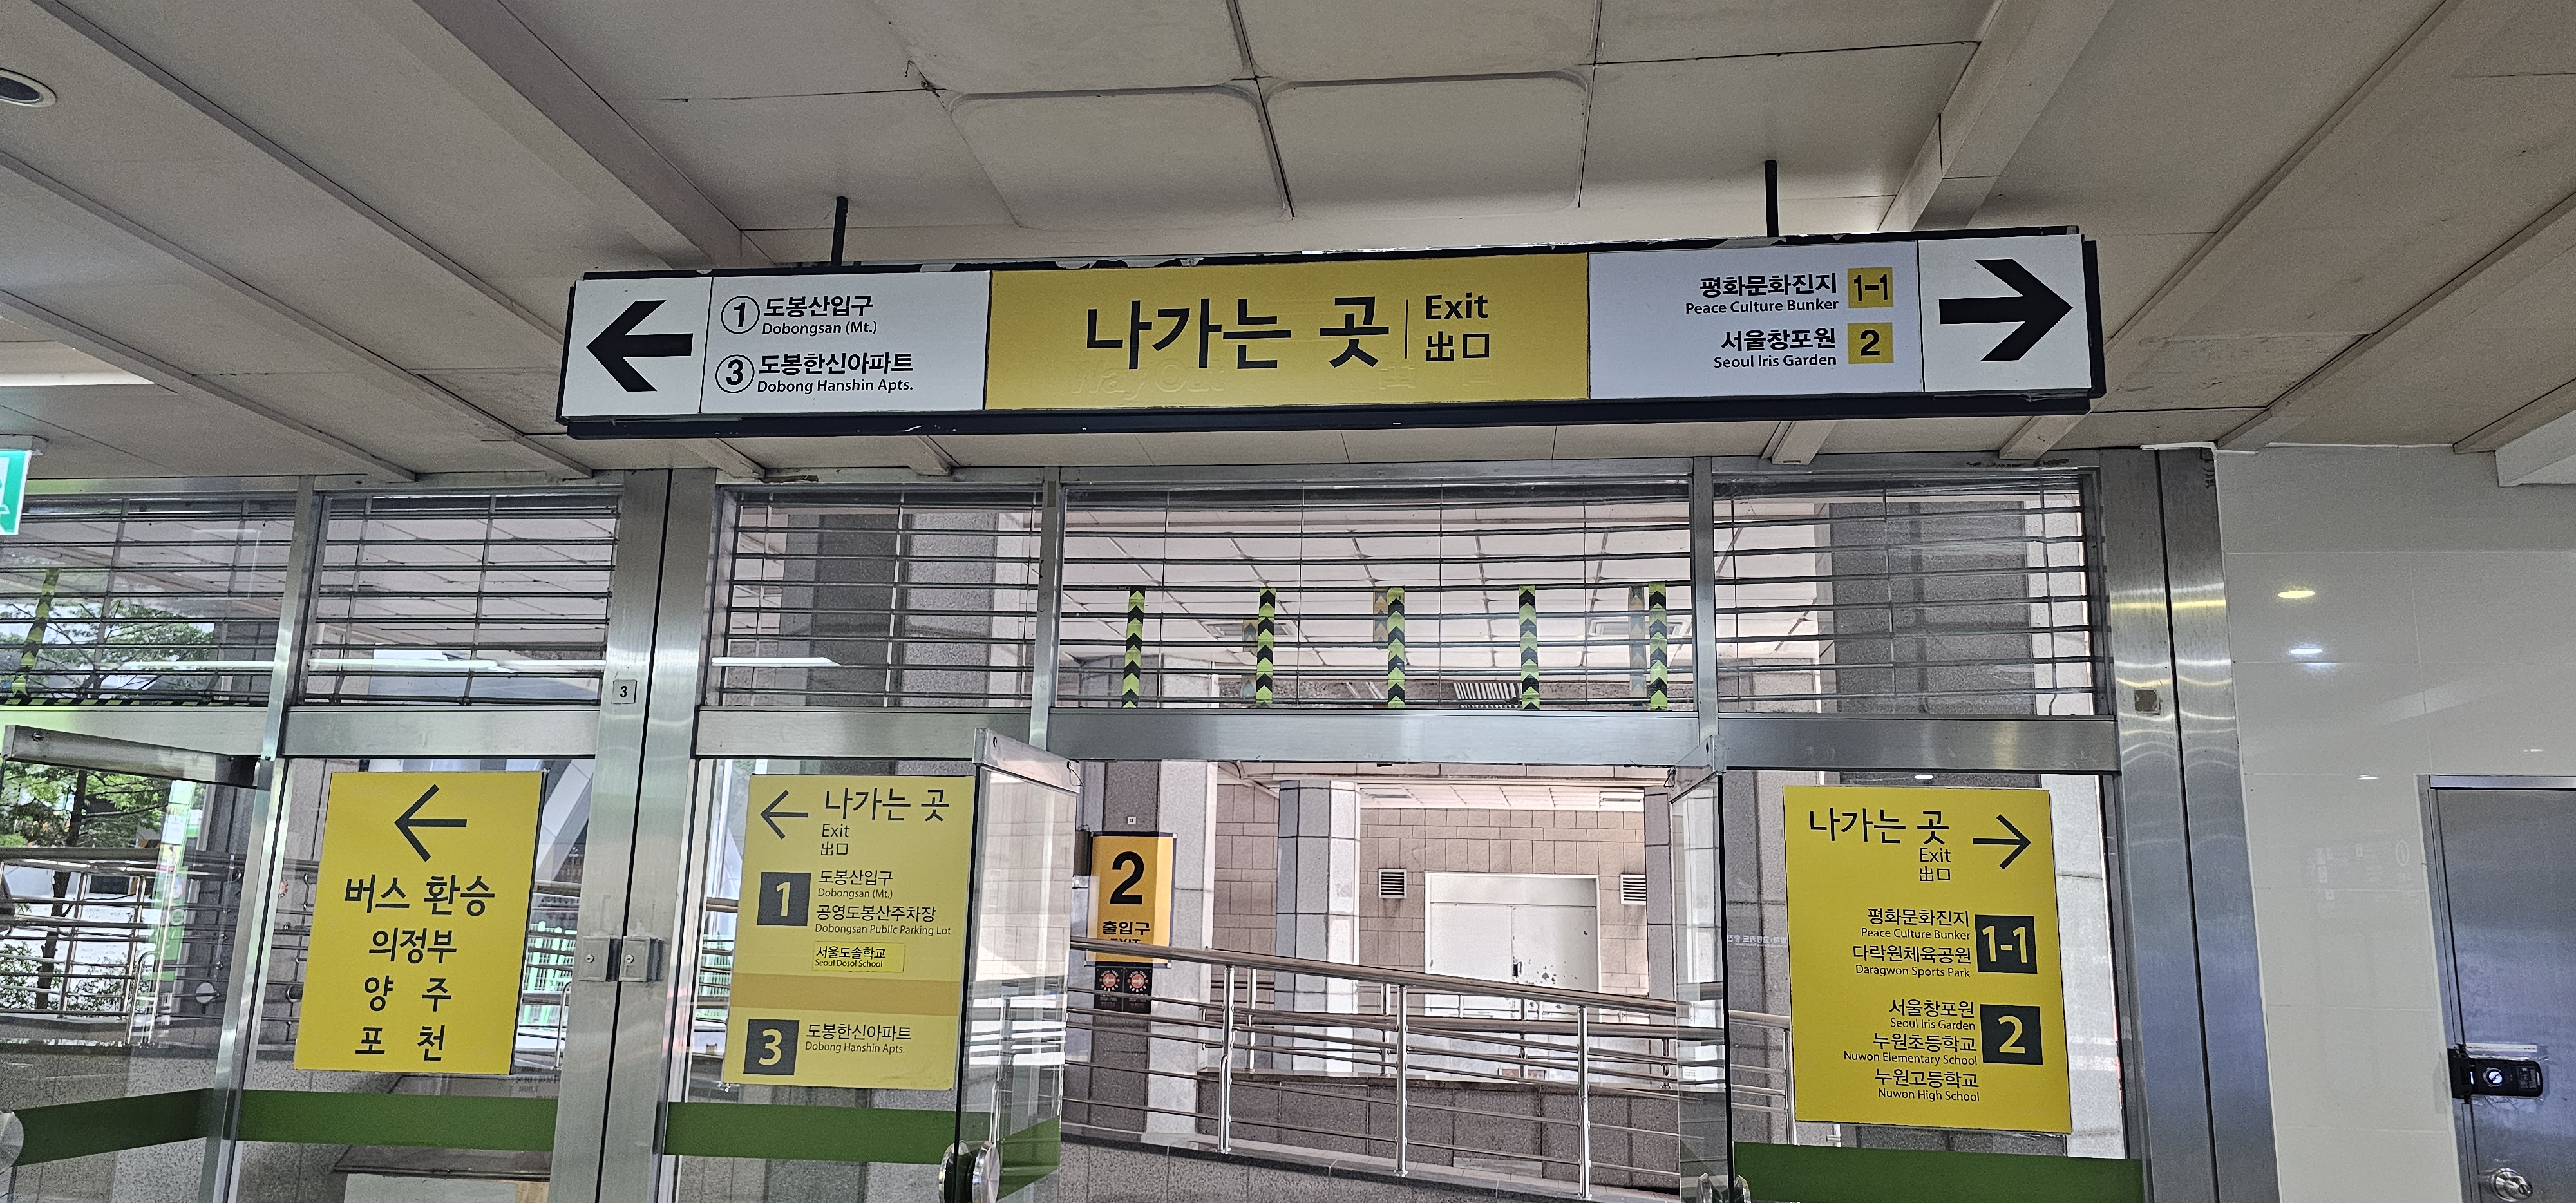 ① 도봉산입구
Dobongsan (Mt.)
③ 도봉한신아파트
Dobong Hanshin Apts.
나가는 곳
Exit
出口
평화문화진지 1-1
Peace Culture Bunker
서울창포원 2
Seoul Iris Garden
3
버스 환승
의정부
양 주
포 천
나가는 곳
Exit
出口
1 도봉산입구
Dobongsan (Mt.)
공영도봉산주차장
Dobongsan Public Parking Lot
서울도솔학교
Seoul Dosol School
3 도봉한신아파트
Dobong Hanshin Apts.
2
출입구
EXIT
나가는 곳
Exit
出口
평화문화진지 1-1
Peace Culture Bunker
다락원체육공원
Daragwon Sports Park
서울창포원 2
Seoul Iris Garden
누원초등학교
Nuwon Elementary School
누원고등학교
Nuwon High School